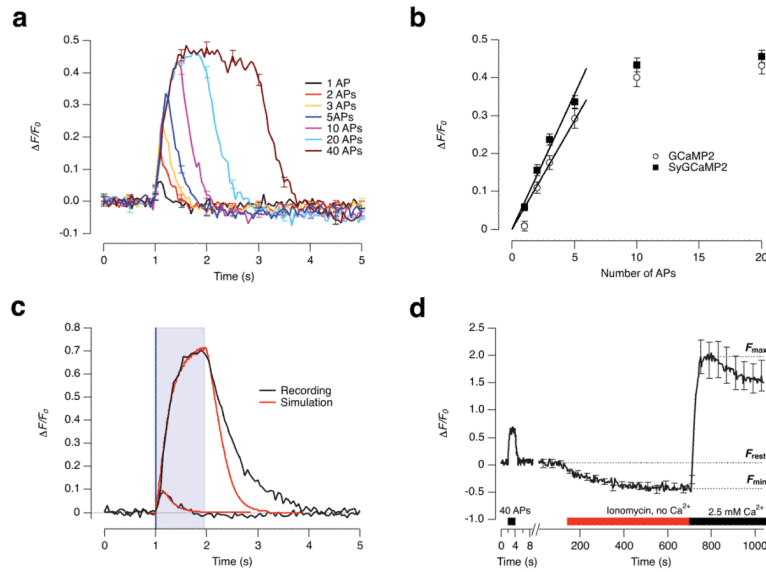 a
ΔF/F0
0.5
0.4
0.3
0.2
0.1
0
-0.1
0 1 2 3 4 5
Time (s)
1 AP
2 APs
3 APs
5APs
10 APs
20 APs
40 APs
b
ΔF/F0
0.5
0.4
0.3
0.2
0.1
0
0 5 10 15 20
Number of APs
GCaMP2
SyGCaMP2
c
ΔF/F0
0.8
0.7
0.6
0.5
0.4
0.3
0.2
0.1
0
0 1 2 3 4 5
Time (s)
Recording
Simulation
d
ΔF/F0
2.5
2.0
1.5
1.0
0.5
0
-0.5
-1.0
Fmax
Frest
Fmin
40 APs
Ionomycin, no Ca2+
2.5 mM Ca2+
0 4 8
200 400 600 800 1000
Time (s)
Time (s)